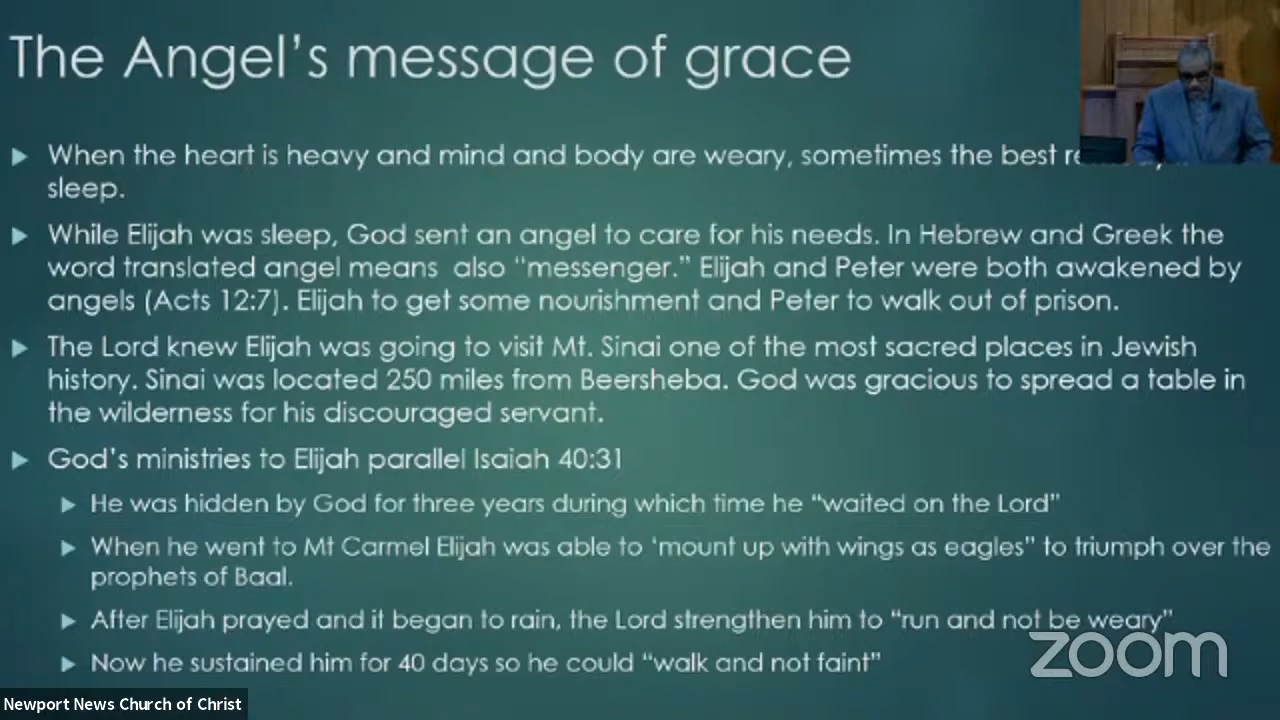 The Angel's message of grace
When the heart is heavy and mind and body are weary, sometimes the best
sleep.
While Elijah was sleep, God sent an angel to care for his needs. In Hebrew and Greek the
word translated angel means also “messenger.” Elijah and Peter were both awakened by
angels (Acts 12:7). Elijah to get some nourishment and Peter to walk out of prison.
The Lord knew Elijah was going to visit Mt. Sinai one of the most sacred places in Jewish
history. Sinai was located 250 miles from Beersheba. God was gracious to spread a table in
the wilderness for his discouraged servant.
God's ministries to Elijah parallel Isaiah 40:31
He was hidden by God for three years during which time he “waited on the Lord”
When he went to Mt Carmel Elijah was able to ‘mount up with wings as eagles” to triumph over the
prophets of Baal.
After Elijah prayed and it began to rain, the Lord strengthen him to “run and not be weary”
Now he sustained him for 40 days so he could “walk and not faint”
zoom
Newport News Church of Christ